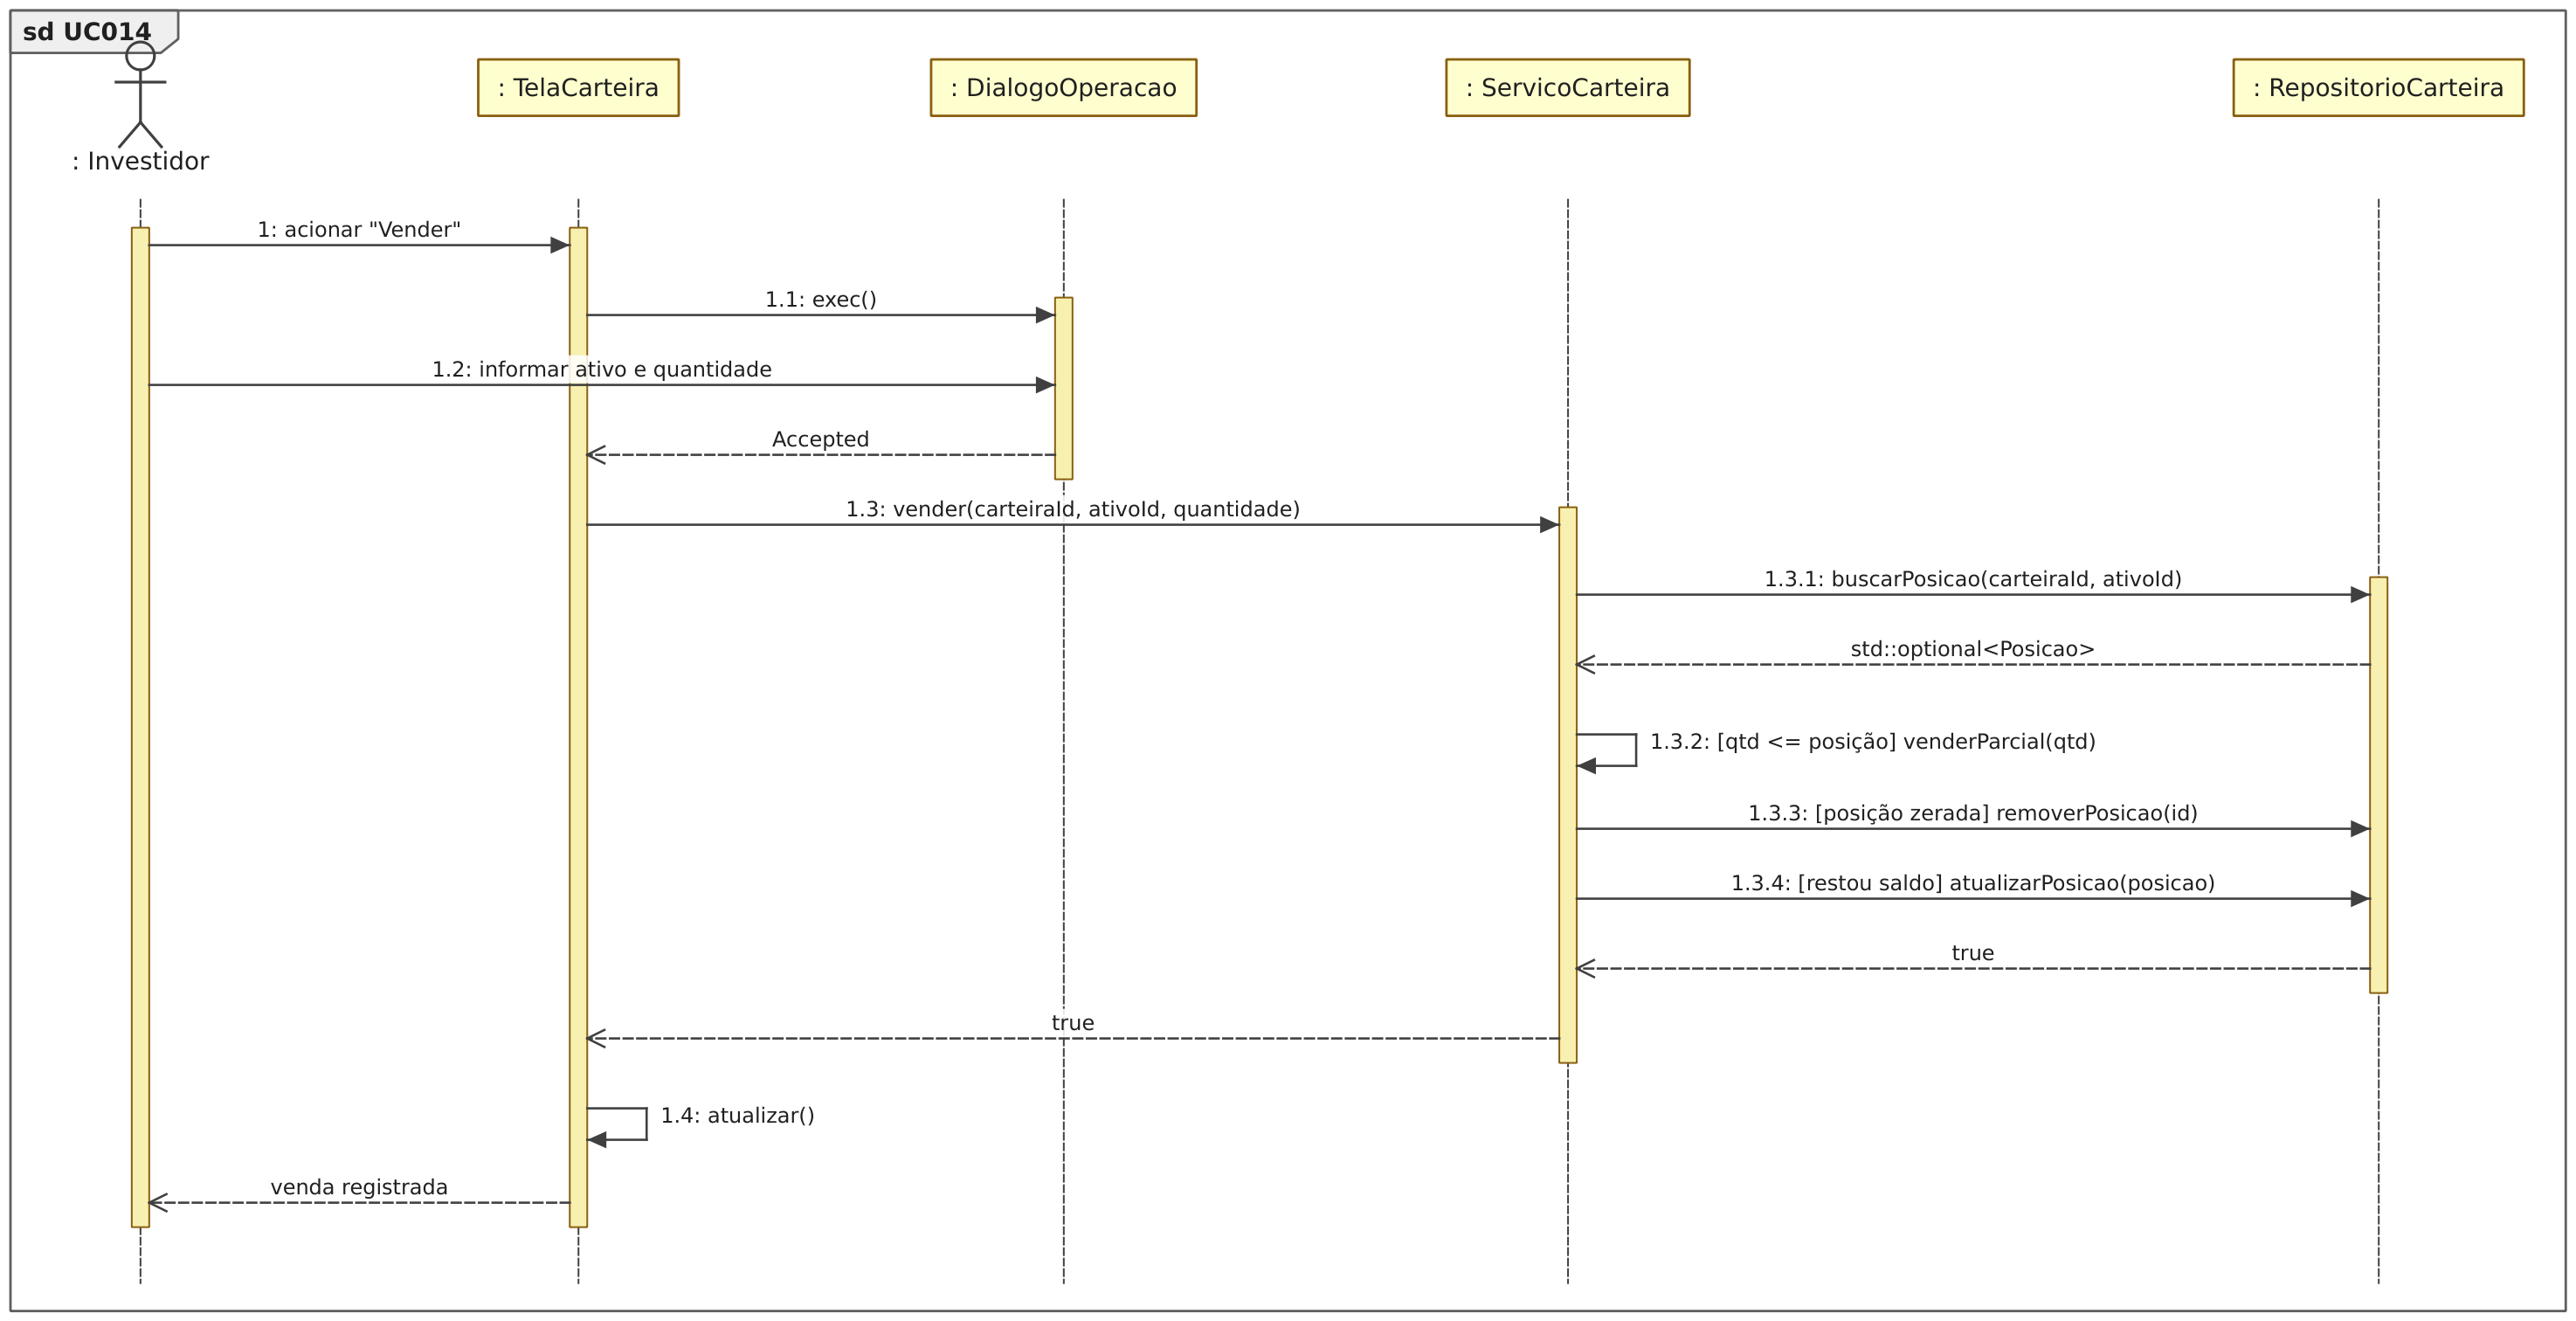 sd UC014
: Investidor
: TelaCarteira
: DialogoOperacao
: ServicoCarteira
: RepositorioCarteira
1: acionar "Vender"
1.1: exec()
1.2: informar ativo e quantidade
Accepted
1.3: vender(carteiraId, ativoId, quantidade)
1.3.1: buscarPosicao(carteiraId, ativoId)
std::optional<Posicao>
1.3.2: [qtd <= posição] venderParcial(qtd)
1.3.3: [posição zerada] removerPosicao(id)
1.3.4: [restou saldo] atualizarPosicao(posicao)
true
true
1.4: atualizar()
venda registrada